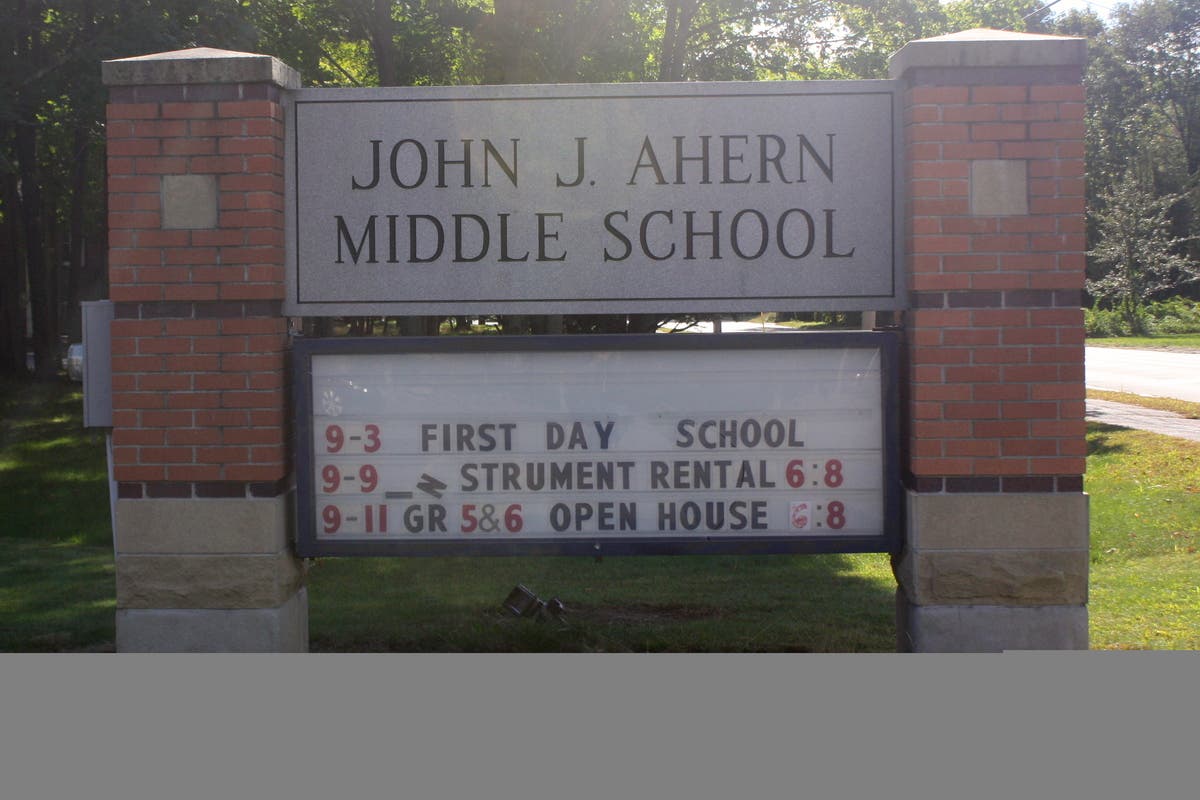 JOHN J. AHERN
MIDDLE SCHOOL
9-3 FIRST DAY SCHOOL
9-9 IN STRUMENT RENTAL 6:8
9-11 GR 5&6 OPEN HOUSE 6:8